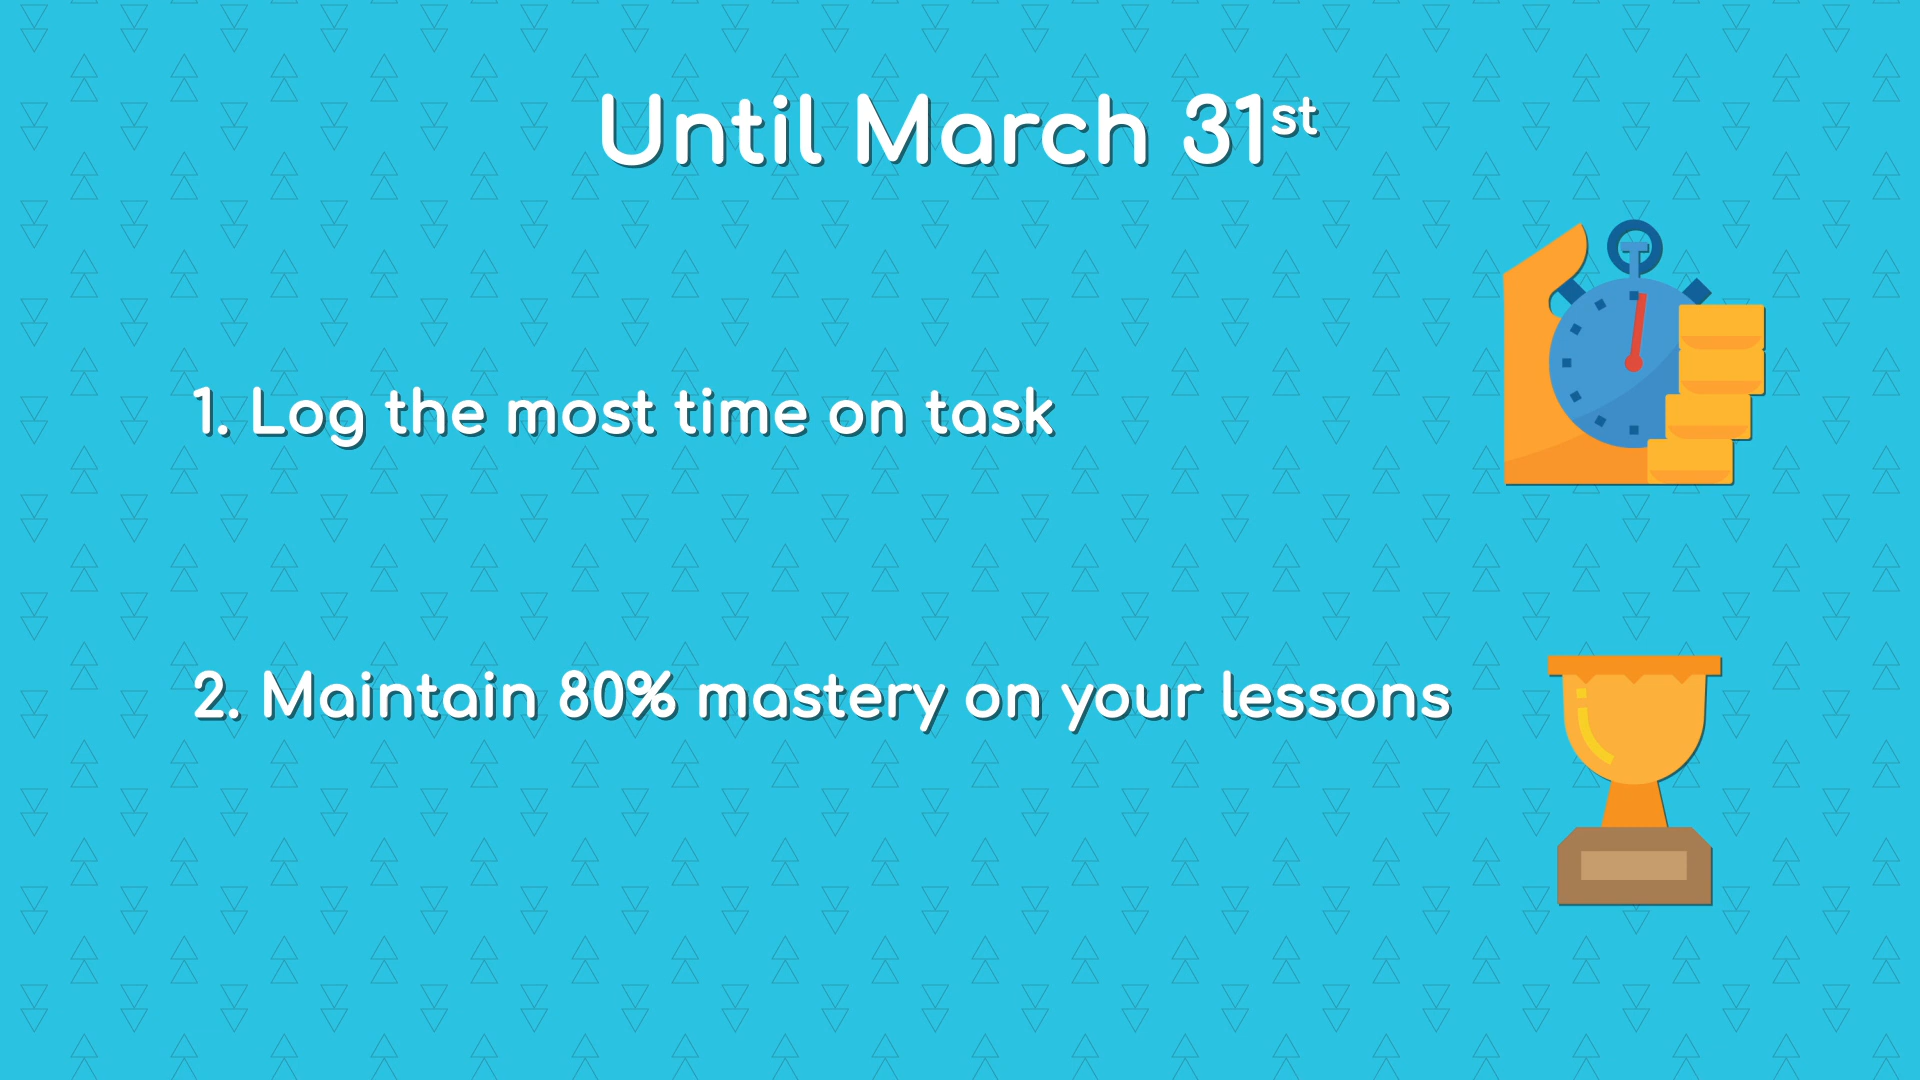 Until March 31st
1. Log the most time on task
2. Maintain 80% mastery on your lessons